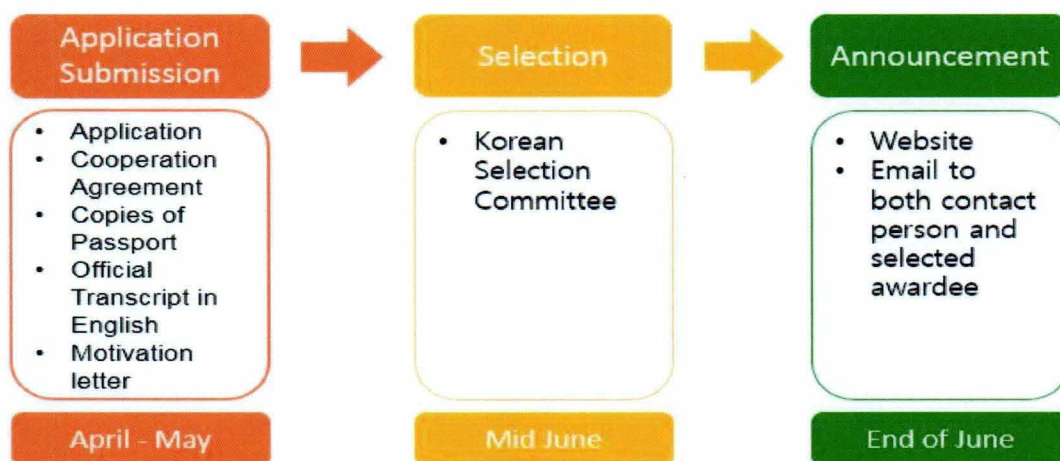 Application
Submission
• Application
• Cooperation
Agreement
• Copies of
Passport
• Official
Transcript in
English
• Motivation
letter
April - May
Selection
• Korean
Selection
Committee
Mid June
Announcement
• Website
• Email to
both contact
person and
selected
awardee
End of June